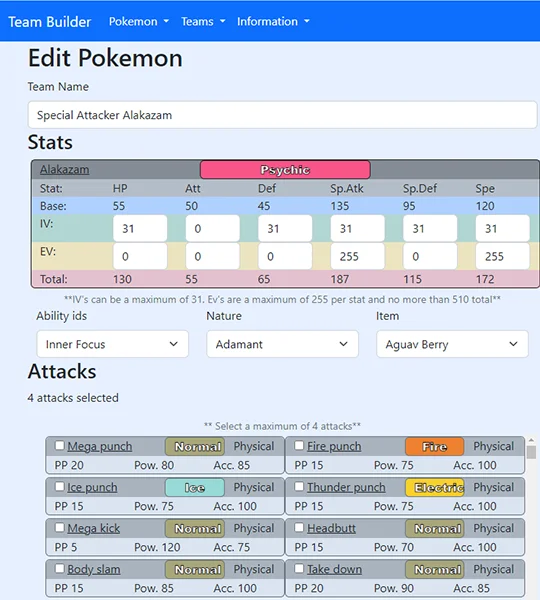 Team Builder Pokemon Teams Information
Edit Pokemon
Team Name
Special Attacker Alakazam
Stats
Alakazam Psychic
Stat: HP Att Def Sp.Atk Sp.Def Spe
Base: 55 50 45 135 95 120
IV: 31 0 31 31 31 31
EV: 0 0 0 255 0 255
Total: 130 55 65 187 115 172
**IV's can be a maximum of 31. Ev's are a maximum of 255 per stat and no more than 510 total**
Ability ids Nature Item
Inner Focus Adamant Aguav Berry
Attacks
4 attacks selected
** Select a maximum of 4 attacks**
Mega punch Normal Physical Fire punch Fire Physical
PP 20 Pow. 80 Acc. 85 PP 15 Pow. 75 Acc. 100
Ice punch Ice Physical Thunder punch Electric Physical
PP 15 Pow. 75 Acc. 100 PP 15 Pow. 75 Acc. 100
Mega kick Normal Physical Headbutt Normal Physical
PP 5 Pow. 120 Acc. 75 PP 15 Pow. 70 Acc. 100
Body slam Normal Physical Take down Normal Physical
PP 15 Pow. 85 Acc. 100 PP 20 Pow. 90 Acc. 85